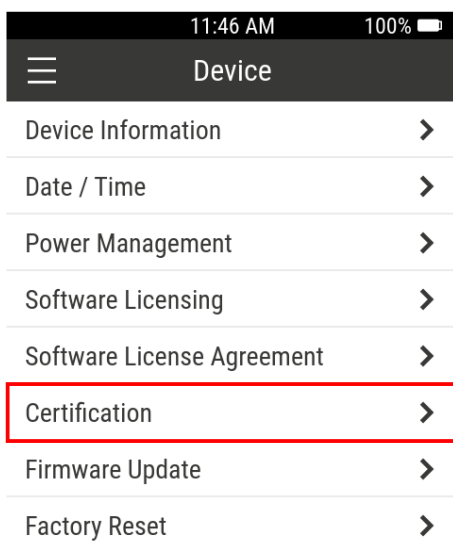 11:46 AM 100%
Device
Device Information
Date / Time
Power Management
Software Licensing
Software License Agreement
Certification
Firmware Update
Factory Reset